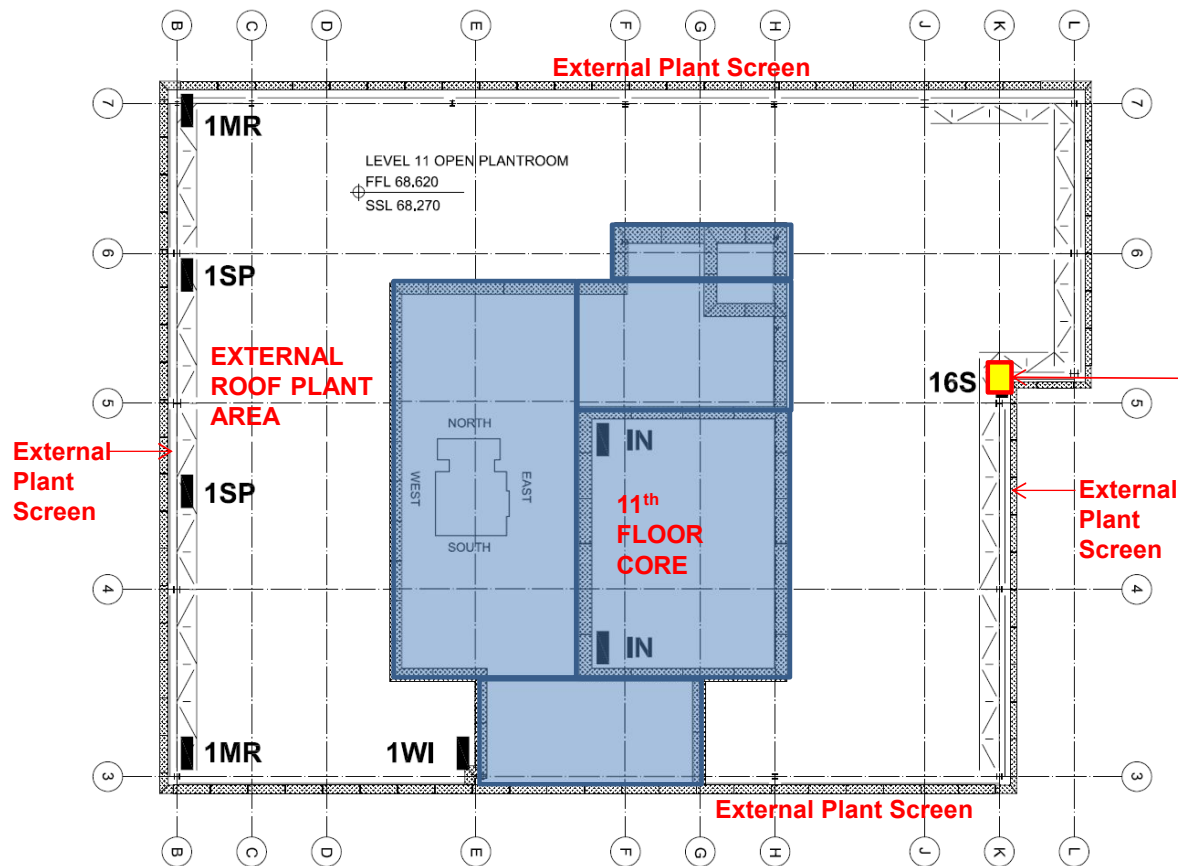 B C D E F G H J K L
External Plant Screen
7 7
1MR
LEVEL 11 OPEN PLANTROOM
FFL 68.620
SSL 68.270
6 6
1SP
EXTERNAL
ROOF PLANT
AREA
16S
5 5
NORTH
WEST
EAST
SOUTH
IN
External
Plant
Screen
1SP
11th
FLOOR
CORE
External
Plant
Screen
4 4
IN
1MR
1WI
3 3
External Plant Screen
B C D E F G H J K L